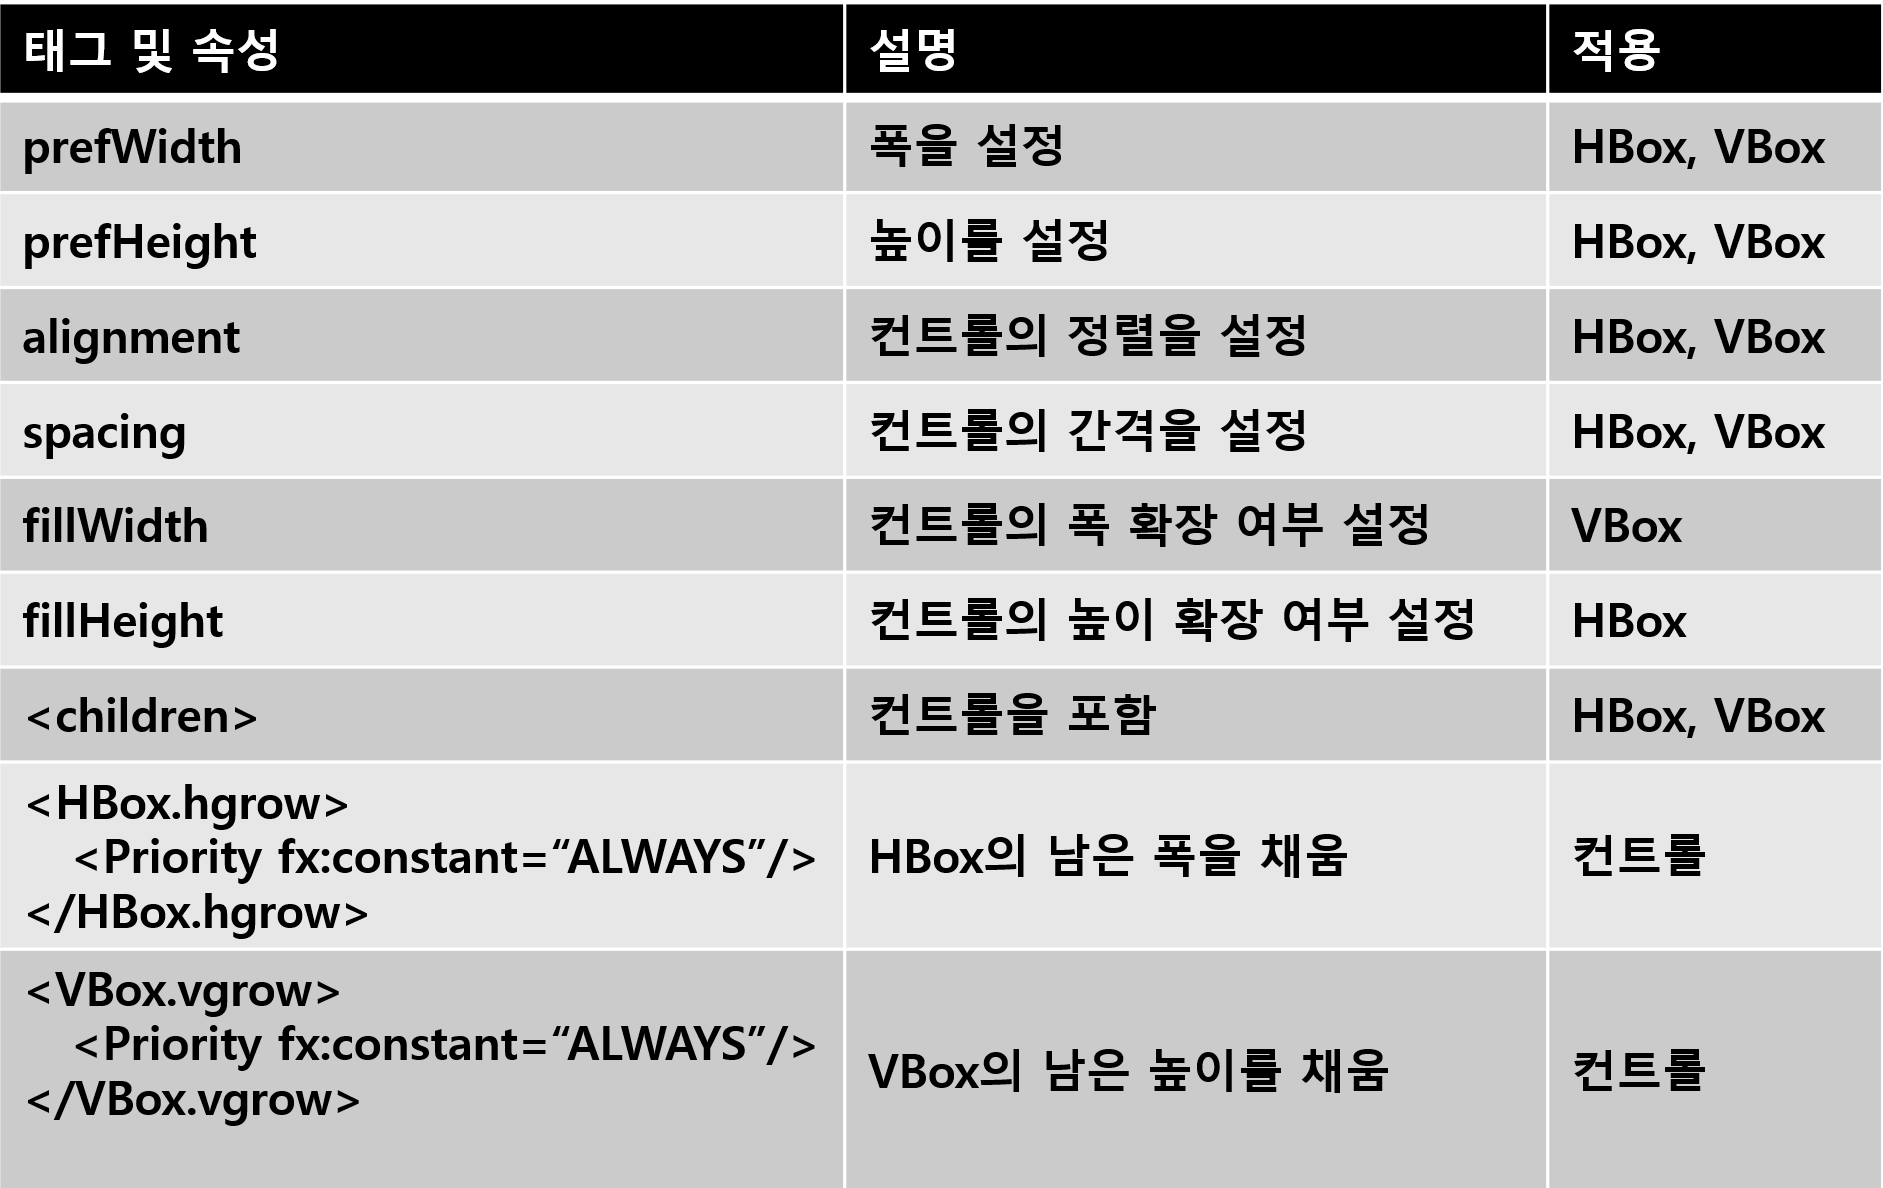 태그 및 속성 설명 적용
prefWidth 폭을 설정 HBox, VBox
prefHeight 높이를 설정 HBox, VBox
alignment 컨트롤의 정렬을 설정 HBox, VBox
spacing 컨트롤의 간격을 설정 HBox, VBox
fillWidth 컨트롤의 폭 확장 여부 설정 VBox
fillHeight 컨트롤의 높이 확장 여부 설정 HBox
<children> 컨트롤을 포함 HBox, VBox
<HBox.hgrow>
<Priority fx:constant=“ALWAYS”/> HBox의 남은 폭을 채움 컨트롤
</HBox.hgrow>
<VBox.vgrow>
<Priority fx:constant=“ALWAYS”/> VBox의 남은 높이를 채움 컨트롤
</VBox.vgrow>